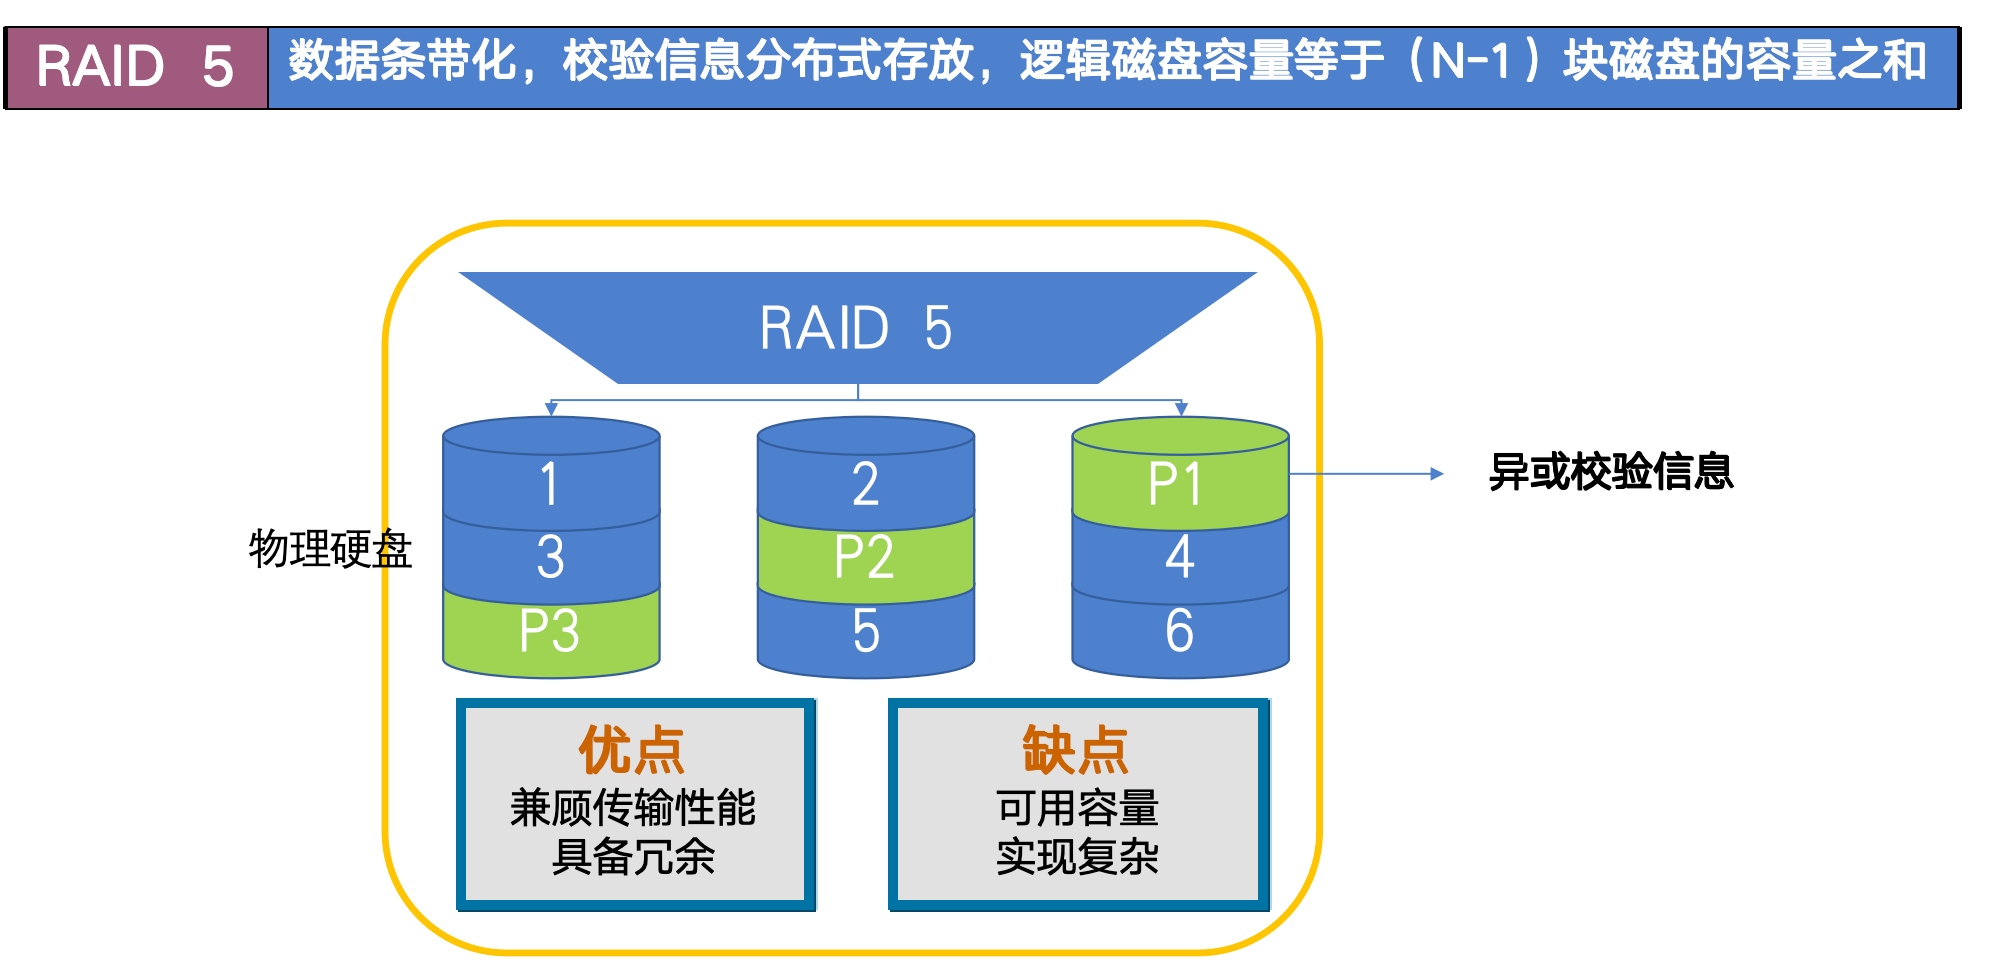 RAID 5
数据条带化，校验信息分布式存放，逻辑磁盘容量等于（N-1）块磁盘的容量之和
RAID 5
1
2
P1
异或校验信息
物理硬盘
3
P2
4
P3
5
6
优点
兼顾传输性能
具备冗余
缺点
可用容量
实现复杂